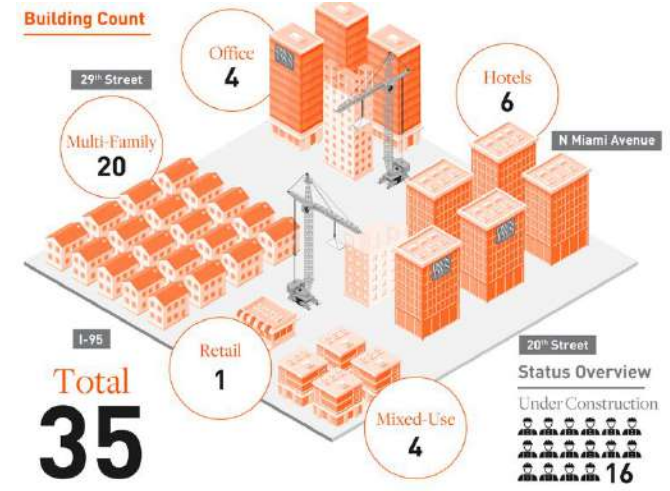 Building Count
Office
4
29th Street
Hotels
6
Multi-Family
20
N Miami Avenue
I-95
Total
35
Retail
1
Mixed-Use
4
20th Street
Status Overview
Under Construction
16